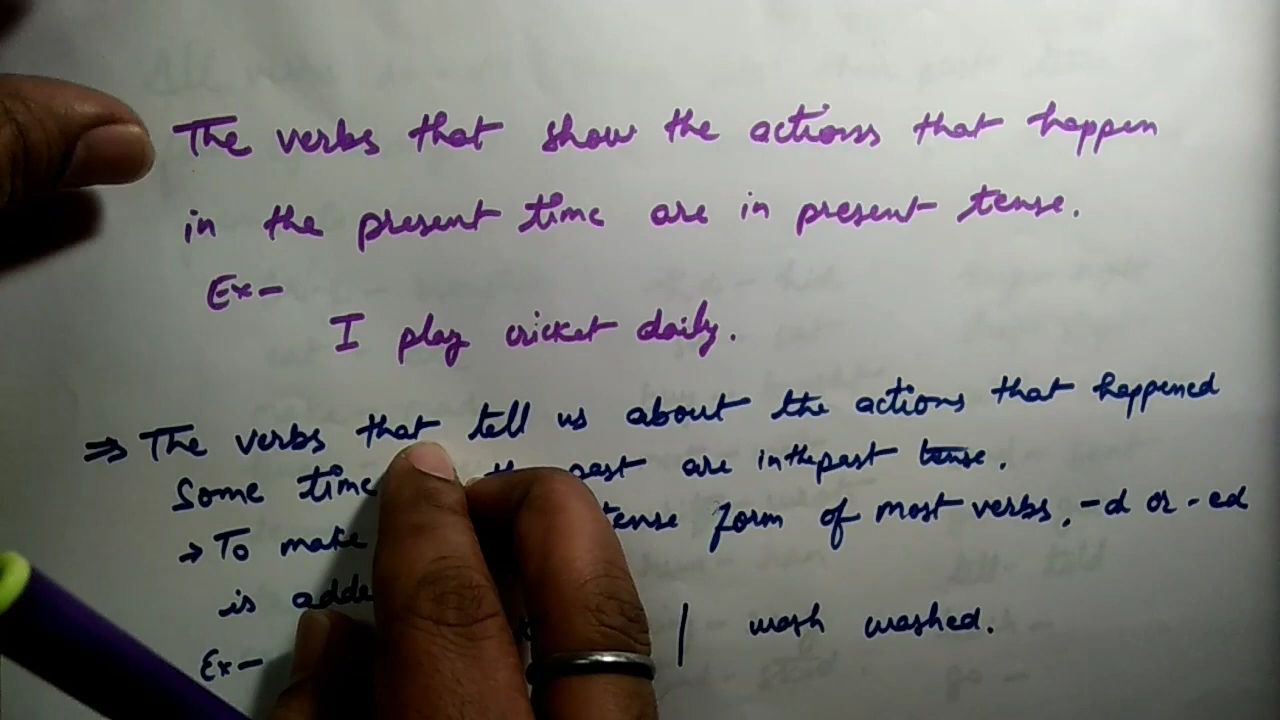 The verbs that show the actions that happen
in the present time are in present tense.
Ex-
I play cricket daily.
⇒ The verbs that tell us about the actions that happened
Some time the past are in the past tense.
→ To make tense form of most verbs, -d or -ed
is adde
Ex- | wash washed.